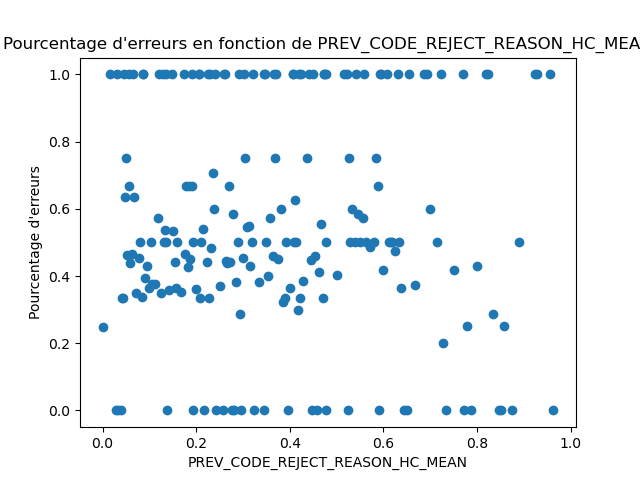 Pourcentage d'erreurs en fonction de PREV_CODE_REJECT_REASON_HC_MEA
1.0
0.8
0.6
0.4
0.2
0.0
Pourcentage d'erreurs
0.0 0.2 0.4 0.6 0.8 1.0
PREV_CODE_REJECT_REASON_HC_MEAN